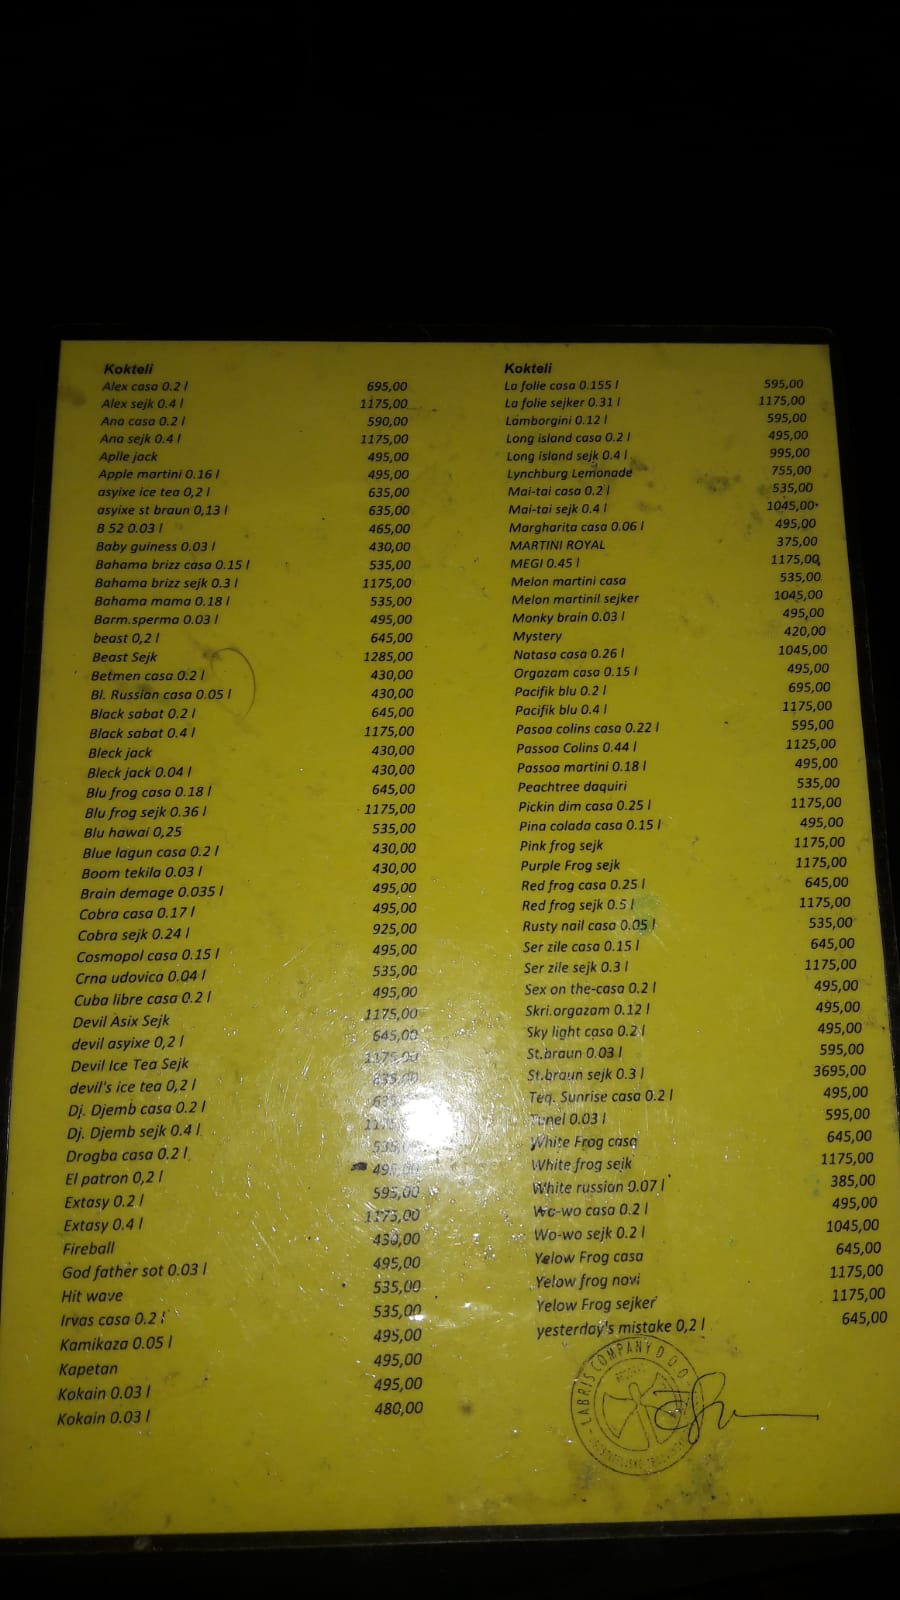 Kokteli
Alex casa 0.2 l 695,00
Alex sejk 0.4 l 1175,00
Ana casa 0.2 l 590,00
Ana sejk 0.4 l 1175,00
Aplle jack 495,00
Apple martini 0.16 l 495,00
asyixe ice tea 0,2 l 635,00
asyixe st braun 0,13 l 635,00
B 52 0.03 l 465,00
Baby guiness 0.03 l 430,00
Bahama brizz casa 0.15 l 535,00
Bahama brizz sejk 0.3 l 1175,00
Bahama mama 0.18 l 535,00
Barm.sperma 0.03 l 495,00
beast 0,2 l 645,00
Beast Sejk 1285,00
Betmen casa 0.2 l 430,00
Bl. Russian casa 0.05 l 430,00
Black sabat 0.2 l 645,00
Black sabat 0.4 l 1175,00
Bleck jack 430,00
Bleck jack 0.04 l 430,00
Blu frog casa 0.18 l 645,00
Blu frog sejk 0.36 l 1175,00
Blu hawai 0,25 535,00
Blue lagun casa 0.2 l 430,00
Boom tekila 0.03 l 430,00
Brain demage 0.035 l 495,00
Cobra casa 0.17 l 495,00
Cobra sejk 0.24 l 925,00
Cosmopol casa 0.15 l 495,00
Crna udovica 0.04 l 535,00
Cuba libre casa 0.2 l 495,00
Devil Asix Sejk 1175,00
devil asyixe 0,2 l 645,00
Devil Ice Tea Sejk 1175,00
devil's ice tea 0,2 l
Dj. Djemb casa 0.2 l
Dj. Djemb sejk 0.4 l
Drogba casa 0.2 l
El patron 0,2 l 495,00
Extasy 0.2 l 595,00
Extasy 0.4 l 1175,00
Fireball 430,00
God father sot 0.03 l 495,00
Hit wave 535,00
Irvas casa 0.2 l 535,00
Kamikaza 0.05 l 495,00
Kapetan 495,00
Kokain 0.03 l 495,00
Kokain 0.03 l 480,00
Kokteli
La folie casa 0.155 l 595,00
La folie sejker 0.31 l 1175,00
Lamborgini 0.12 l 595,00
Long island casa 0.2 l 495,00
Long island sejk 0.4 l 995,00
Lynchburg Lemonade 755,00
Mai-tai casa 0.2 l 535,00
Mai-tai sejk 0.4 l 1045,00
Margharita casa 0.06 l 495,00
MARTINI ROYAL 375,00
MEGI 0.45 l 1175,00
Melon martini casa 535,00
Melon martinil sejker 1045,00
Monky brain 0.03 l 495,00
Mystery 420,00
Natasa casa 0.26 l 1045,00
Orgazam casa 0.15 l 495,00
Pacifik blu 0.2 l 695,00
Pacifik blu 0.4 l 1175,00
Pasoa colins casa 0.22 l 595,00
Passoa Colins 0.44 l 1125,00
Passoa martini 0.18 l 495,00
Peachtree daquiri 535,00
Pickin dim casa 0.25 l 1175,00
Pina colada casa 0.15 l 495,00
Pink frog sejk 1175,00
Purple Frog sejk 1175,00
Red frog casa 0.25 l 645,00
Red frog sejk 0.5 l 1175,00
Rusty nail casa 0.05 l 535,00
Ser zile casa 0.15 l 645,00
Ser zile sejk 0.3 l 1175,00
Sex on the-casa 0.2 l 495,00
Skri.orgazam 0.12 l 495,00
Sky light casa 0.2 l 495,00
St.braun 0.03 l 595,00
St.braun sejk 0.3 l 3695,00
Teq. Sunrise casa 0.2 l 495,00
Tunel 0.03 l 595,00
White Frog casa 645,00
White frog sejk 1175,00
White russian 0.07 l 385,00
Wo-wo casa 0.2 l 495,00
Wo-wo sejk 0.2 l 1045,00
Yelow Frog casa 645,00
Yelow frog novi 1175,00
Yelow Frog sejker 1175,00
yesterday's mistake 0,2 l 645,00
LABRIS COMPANY D.O.O.